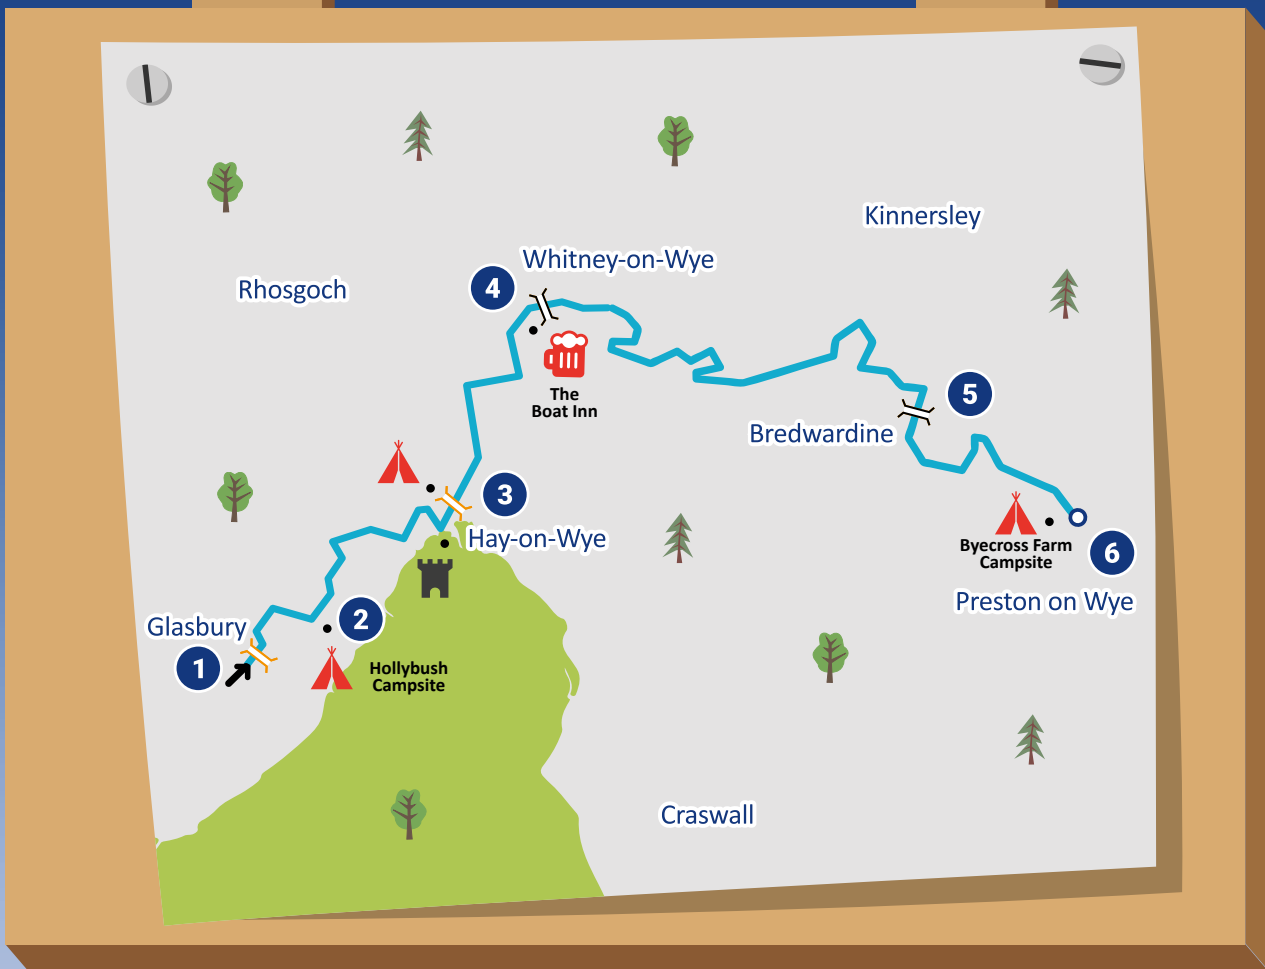 Kinnersley
Whitney-on-Wye
4
Rhosgoch
The
Boat Inn
5
Bredwardine
3
Hay-on-Wye
Byecross Farm
Campsite
6
Preston on Wye
Glasbury
2
1
Hollybush
Campsite
Craswall